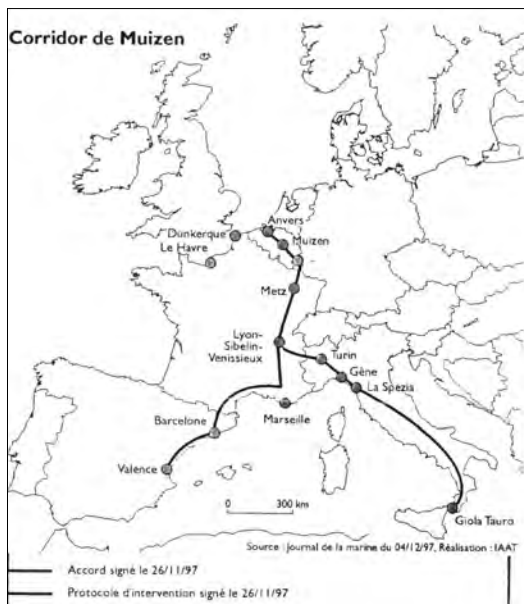 Corridor de Muizen
Anvers
Dunkerque
Muizen
Le Havre
Metz
Lyon-
Sibelin-
Venissieux
Turin
Gêne
La Spezia
Barcelone
Marseille
Valence
0 300 km
Giola Tauro
Source : Journal de la marine du 04/12/97, Réalisation : IAAT
Accord signé le 26/11/97
Protocole d'intervention signé le 26/11/97